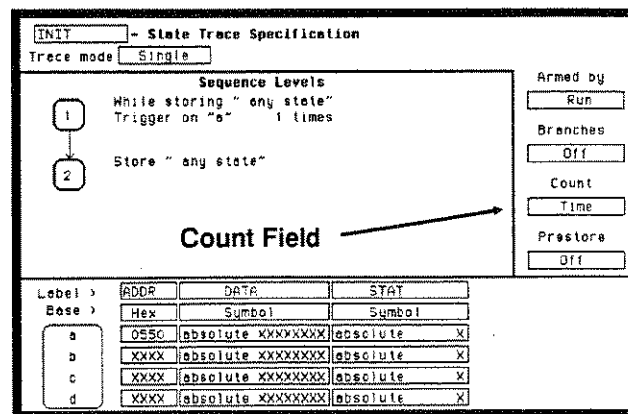 INIT - State Trace Specification
Trace mode Single
Sequence Levels
1 While storing " any state"
Trigger on "a" 1 times
2 Store " any state"
Armed by
Run
Branches
Off
Count
Time
Prestore
Off
Count Field
Label > ADDR DATA STAT
Base > Hex Symbol Symbol
a 0550 absolute XXXXXXXX absolute X
b XXXX absolute XXXXXXXX absolute X
c XXXX absolute XXXXXXXX absolute X
d XXXX absolute XXXXXXXX absolute X